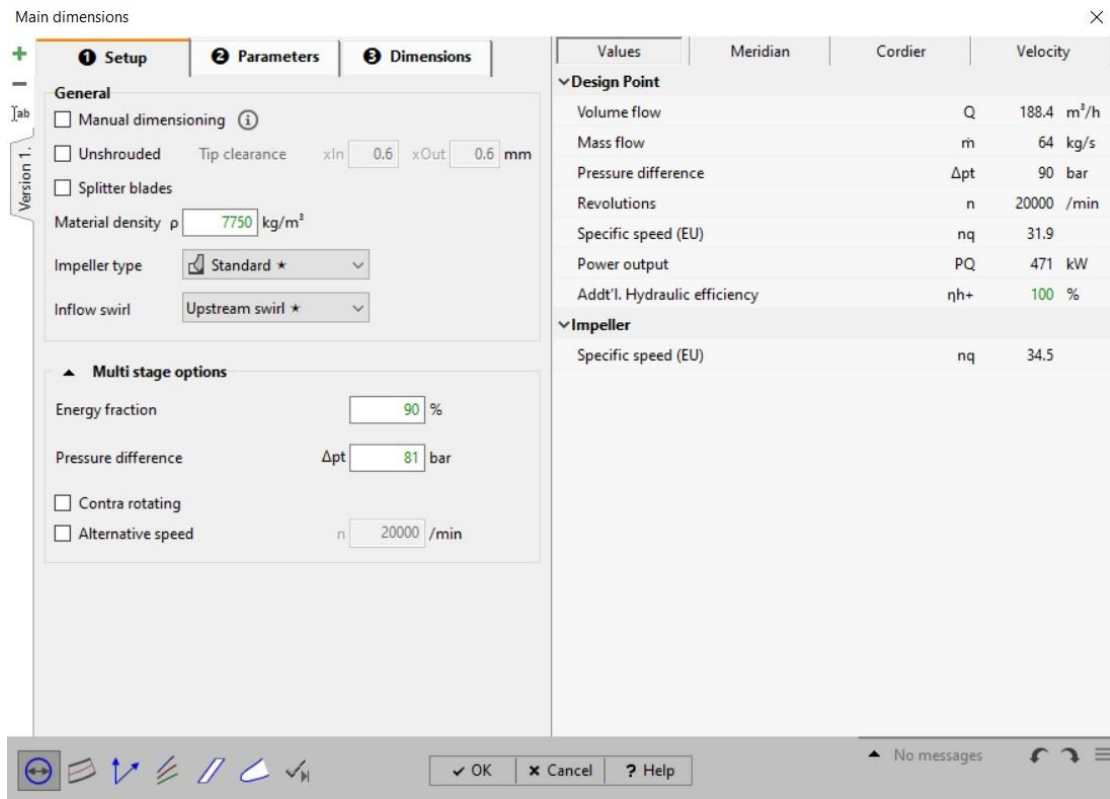 Main dimensions
1 Setup
2 Parameters
3 Dimensions
General
Manual dimensioning
Unshrouded Tip clearance xIn 0.6 xOut 0.6 mm
Splitter blades
Material density ρ 7750 kg/m³
Impeller type Standard ★
Inflow swirl Upstream swirl ★
Multi stage options
Energy fraction 90 %
Pressure difference Δpt 81 bar
Contra rotating
Alternative speed n 20000 /min
ab
Version 1.
Values Meridian Cordier Velocity
Design Point
Volume flow Q 188.4 m³/h
Mass flow ṁ 64 kg/s
Pressure difference Δpt 90 bar
Revolutions n 20000 /min
Specific speed (EU) nq 31.9
Power output PQ 471 kW
Addt'l. Hydraulic efficiency ηh+ 100 %
Impeller
Specific speed (EU) nq 34.5
OK Cancel ? Help
No messages